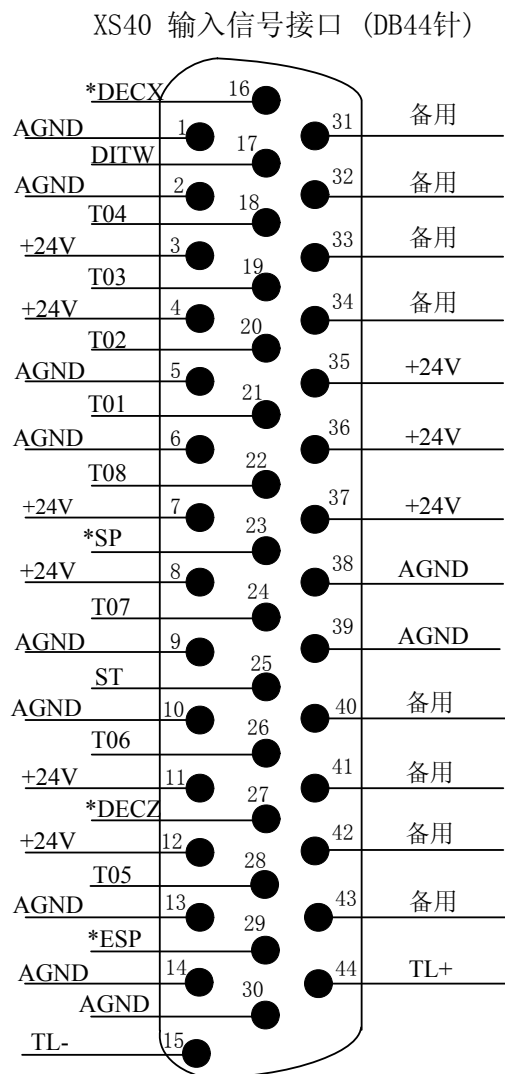 XS40 输入信号接口 (DB44针)
*DECX 16
AGND 1 31 备用
DITW 17
AGND 2 32 备用
T04 18
+24V 3 33 备用
T03 19
+24V 4 34 备用
T02 20
AGND 5 35 +24V
T01 21
AGND 6 36 +24V
T08 22
+24V 7 37 +24V
*SP 23
+24V 8 38 AGND
T07 24
AGND 9 39 AGND
ST 25
AGND 10 40 备用
T06 26
+24V 11 41 备用
*DECZ 27
+24V 12 42 备用
T05 28
AGND 13 43 备用
*ESP 29
AGND 14 44 TL+
AGND 30
TL- 15